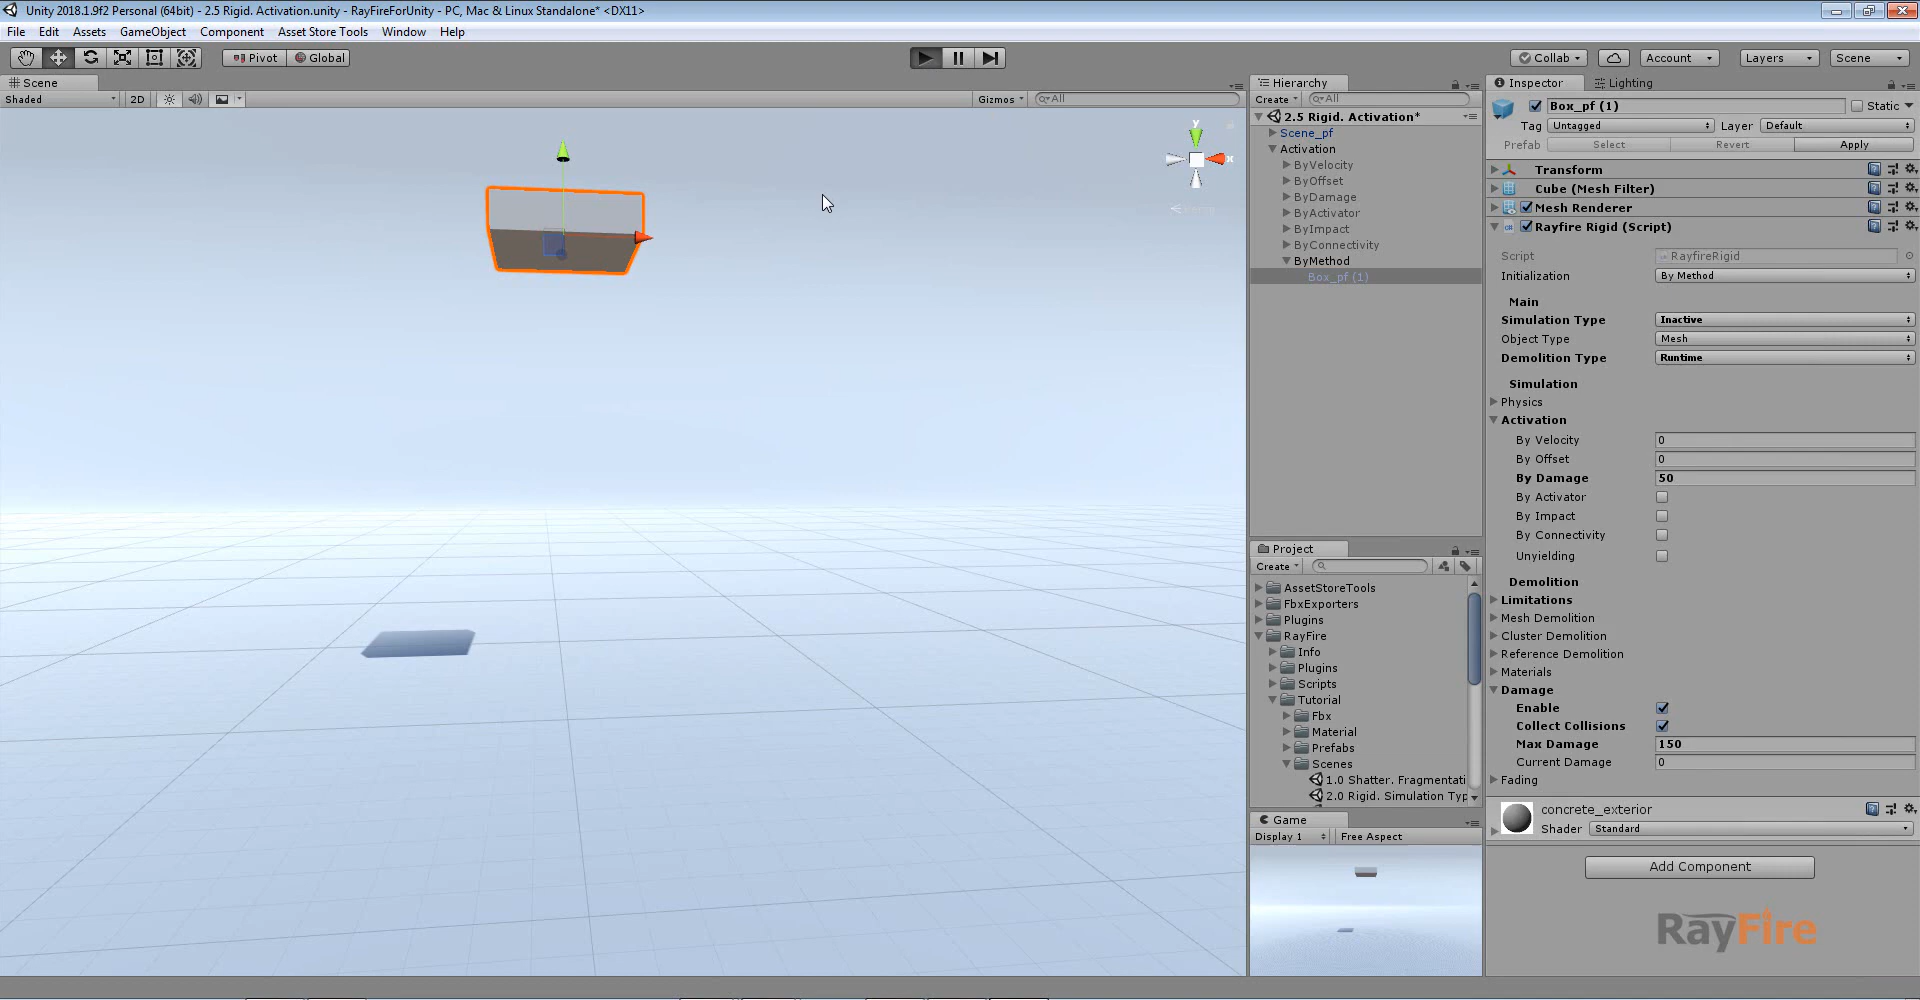 Unity 2018.1.9f2 Personal (64bit) - 2.5 Rigid. Activation.unity - RayFireForUnity - PC, Mac & Linux Standalone* <DX11>
File Edit Assets GameObject Component Asset Store Tools Window Help
Pivot Global Collab Account Layers Scene
Scene
Shaded 2D Gizmos All
y
x
Hierarchy
Create All
2.5 Rigid. Activation*
Scene_pf
Activation
ByVelocity
ByOffset
ByDamage
ByActivator
ByImpact
ByConnectivity
ByMethod
Box_pf (1)
Project
Create
AssetStoreTools
FbxExporters
Plugins
RayFire
Info
Plugins
Scripts
Tutorial
Fbx
Material
Prefabs
Scenes
1.0 Shatter. Fragmentati
2.0 Rigid. Simulation Typ
Game
Display 1 Free Aspect
Inspector Lighting
Box_pf (1) Static
Tag Untagged Layer Default
Prefab Select Revert Apply
Transform
Cube (Mesh Filter)
Mesh Renderer
Rayfire Rigid (Script)
Script RayfireRigid
Initialization By Method
Main
Simulation Type Inactive
Object Type Mesh
Demolition Type Runtime
Simulation
Physics
Activation
By Velocity 0
By Offset 0
By Damage 50
By Activator
By Impact
By Connectivity
Unyielding
Demolition
Limitations
Mesh Demolition
Cluster Demolition
Reference Demolition
Materials
Damage
Enable
Collect Collisions
Max Damage 150
Current Damage 0
Fading
concrete_exterior
Shader Standard
Add Component
RayFire